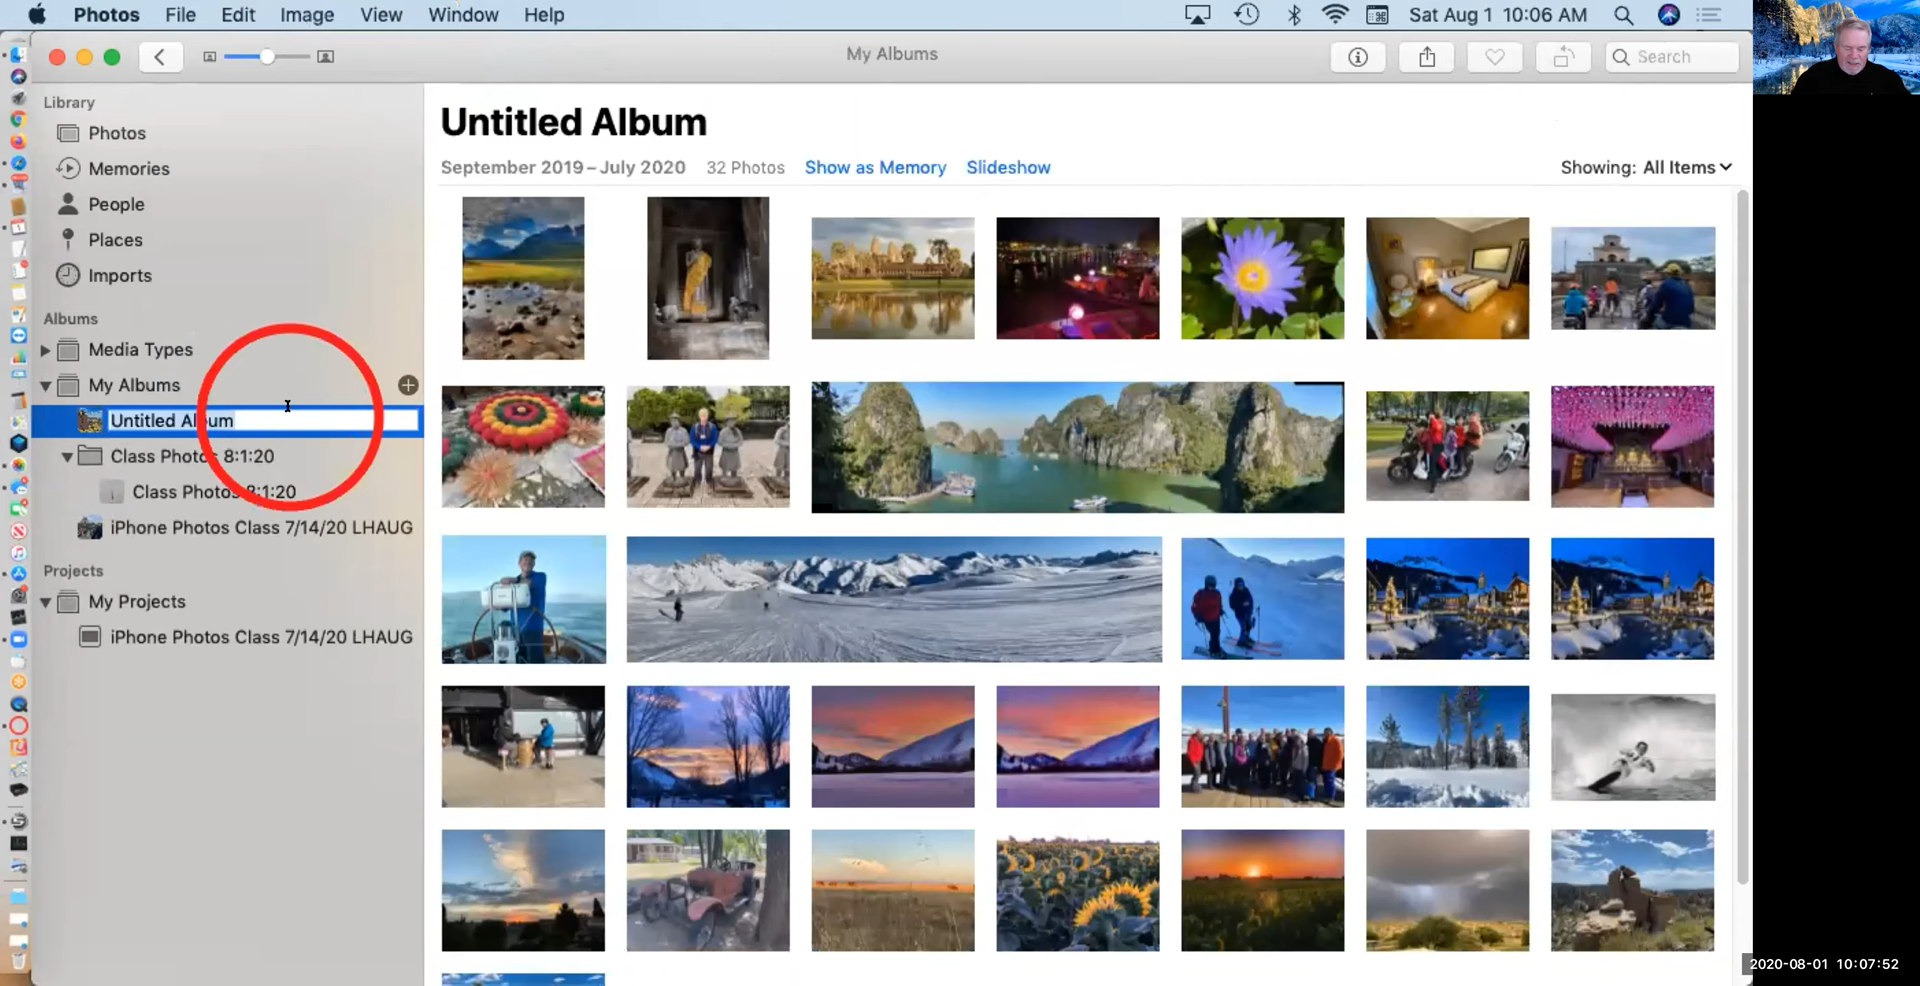 Photos File Edit Image View Window Help Sat Aug 1 10:06 AM
My Albums
Search
Library
Photos
Memories
People
Places
Imports
Albums
Media Types
My Albums
Untitled Album
Class Photos 8:1:20
Class Photos 8:1:20
iPhone Photos Class 7/14/20 LHAUG
Projects
My Projects
iPhone Photos Class 7/14/20 LHAUG
Untitled Album
September 2019 – July 2020 32 Photos Show as Memory Slideshow
Showing: All Items
2020-08-01 10:07:52